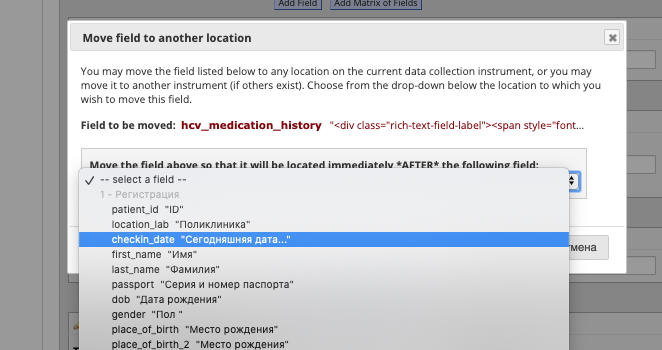 Add Field
Add Matrix of Fields
Move field to another location
You may move the field listed below to any location on the current data collection instrument, or you may
move it to another instrument (if others exist). Choose from the drop-down below the location to which you
wish to move this field.
Field to be moved: hcv_medication_history "<div class="rich-text-field-label"><span style="font...
Move the field above so that it will be located immediately *AFTER* the following field:
-- select a field --
1 - Регистрация
patient_id "ID"
location_lab "Поликлиника"
checkin_date "Сегодняшняя дата..."
first_name "Имя"
last_name "Фамилия"
passport "Серия и номер паспорта"
dob "Дата рождения"
gender "Пол "
place_of_birth "Место рождения"
place_of_birth_2 "Место рождения"